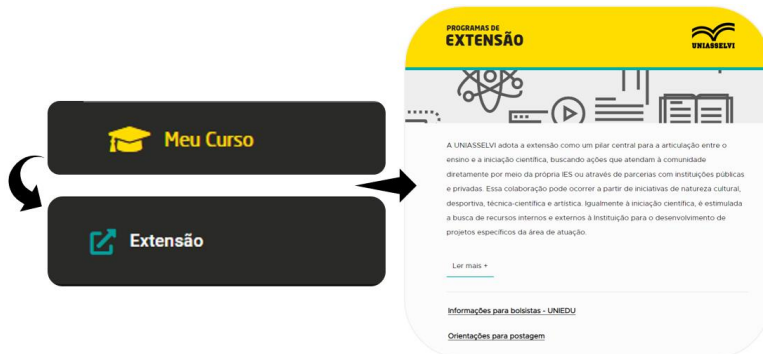 Meu Curso
Extensão
PROGRAMAS DE
EXTENSÃO
UNIASSELVI
A UNIASSELVI adota a extensão como um pilar central para a articulação entre o
ensino e a iniciação científica, buscando ações que atendam à comunidade
diretamente por meio da própria IES ou através de parcerias com instituições públicas
e privadas. Essa colaboração pode ocorrer a partir de iniciativas de natureza cultural,
desportiva, técnica-científica e artística. Igualmente à iniciação científica, é estimulada
a busca de recursos internos e externos à Instituição para o desenvolvimento de
projetos específicos da área de atuação.
Ler mais +
Informações para bolsistas - UNIEDU
Orientações para postagem